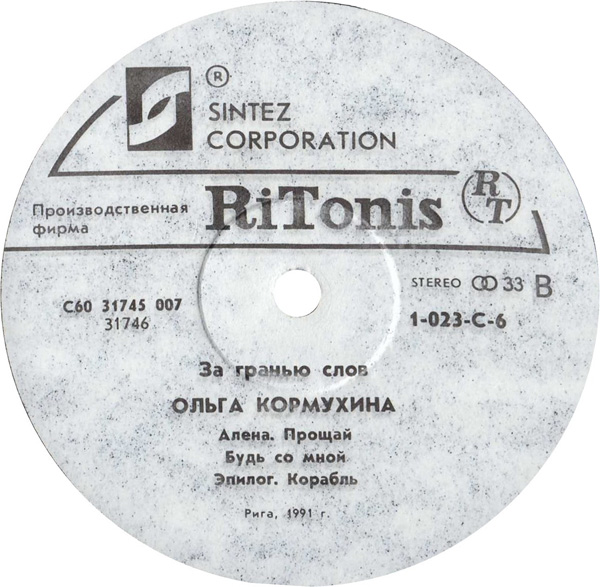 ®
SINTEZ
CORPORATION
Производственная
фирма
RiTonis
RT
STEREO 33 B
С60 31745 007
31746
1-023-С-6
За гранью слов
ОЛЬГА КОРМУХИНА
Алена. Прощай
Будь со мной
Эпилог. Корабль
Рига, 1991 г.